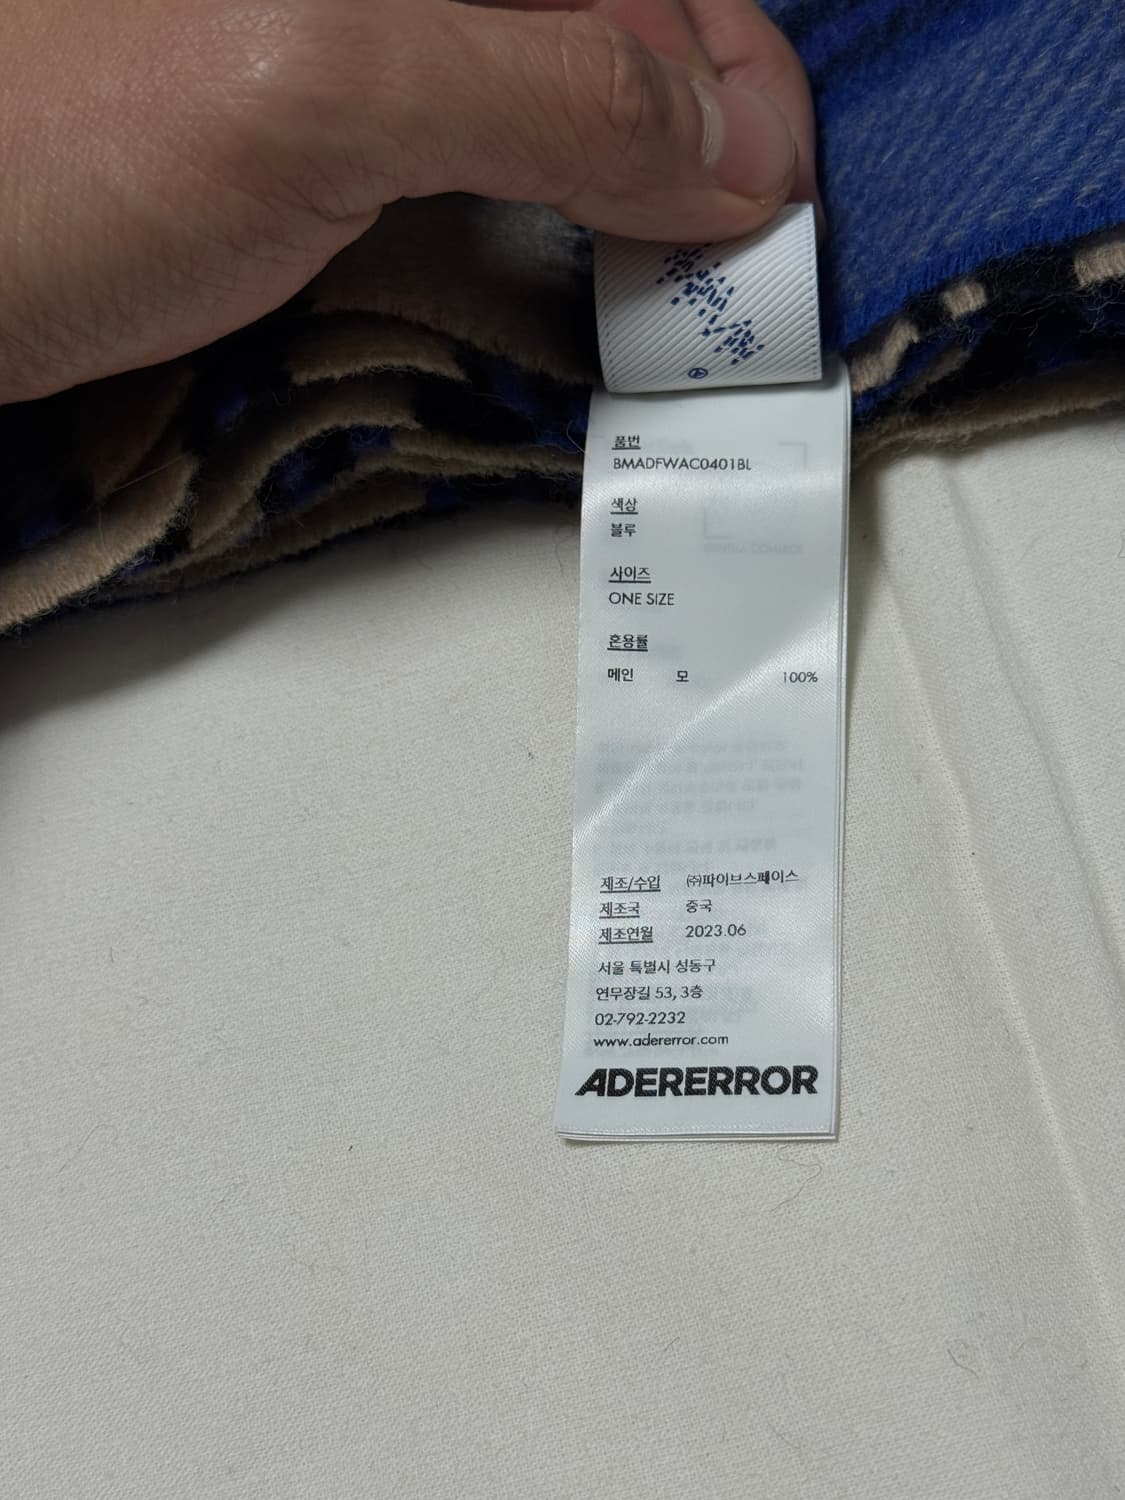 품번
BMADFWAC0401BL
색상
블루
사이즈
ONE SIZE
혼용률
메인 모 100%
제조/수입 ㈜파이브스페이스
제조국 중국
제조연월 2023.06
서울 특별시 성동구
연무장길 53, 3층
02-792-2232
www.adererror.com
ADERERROR